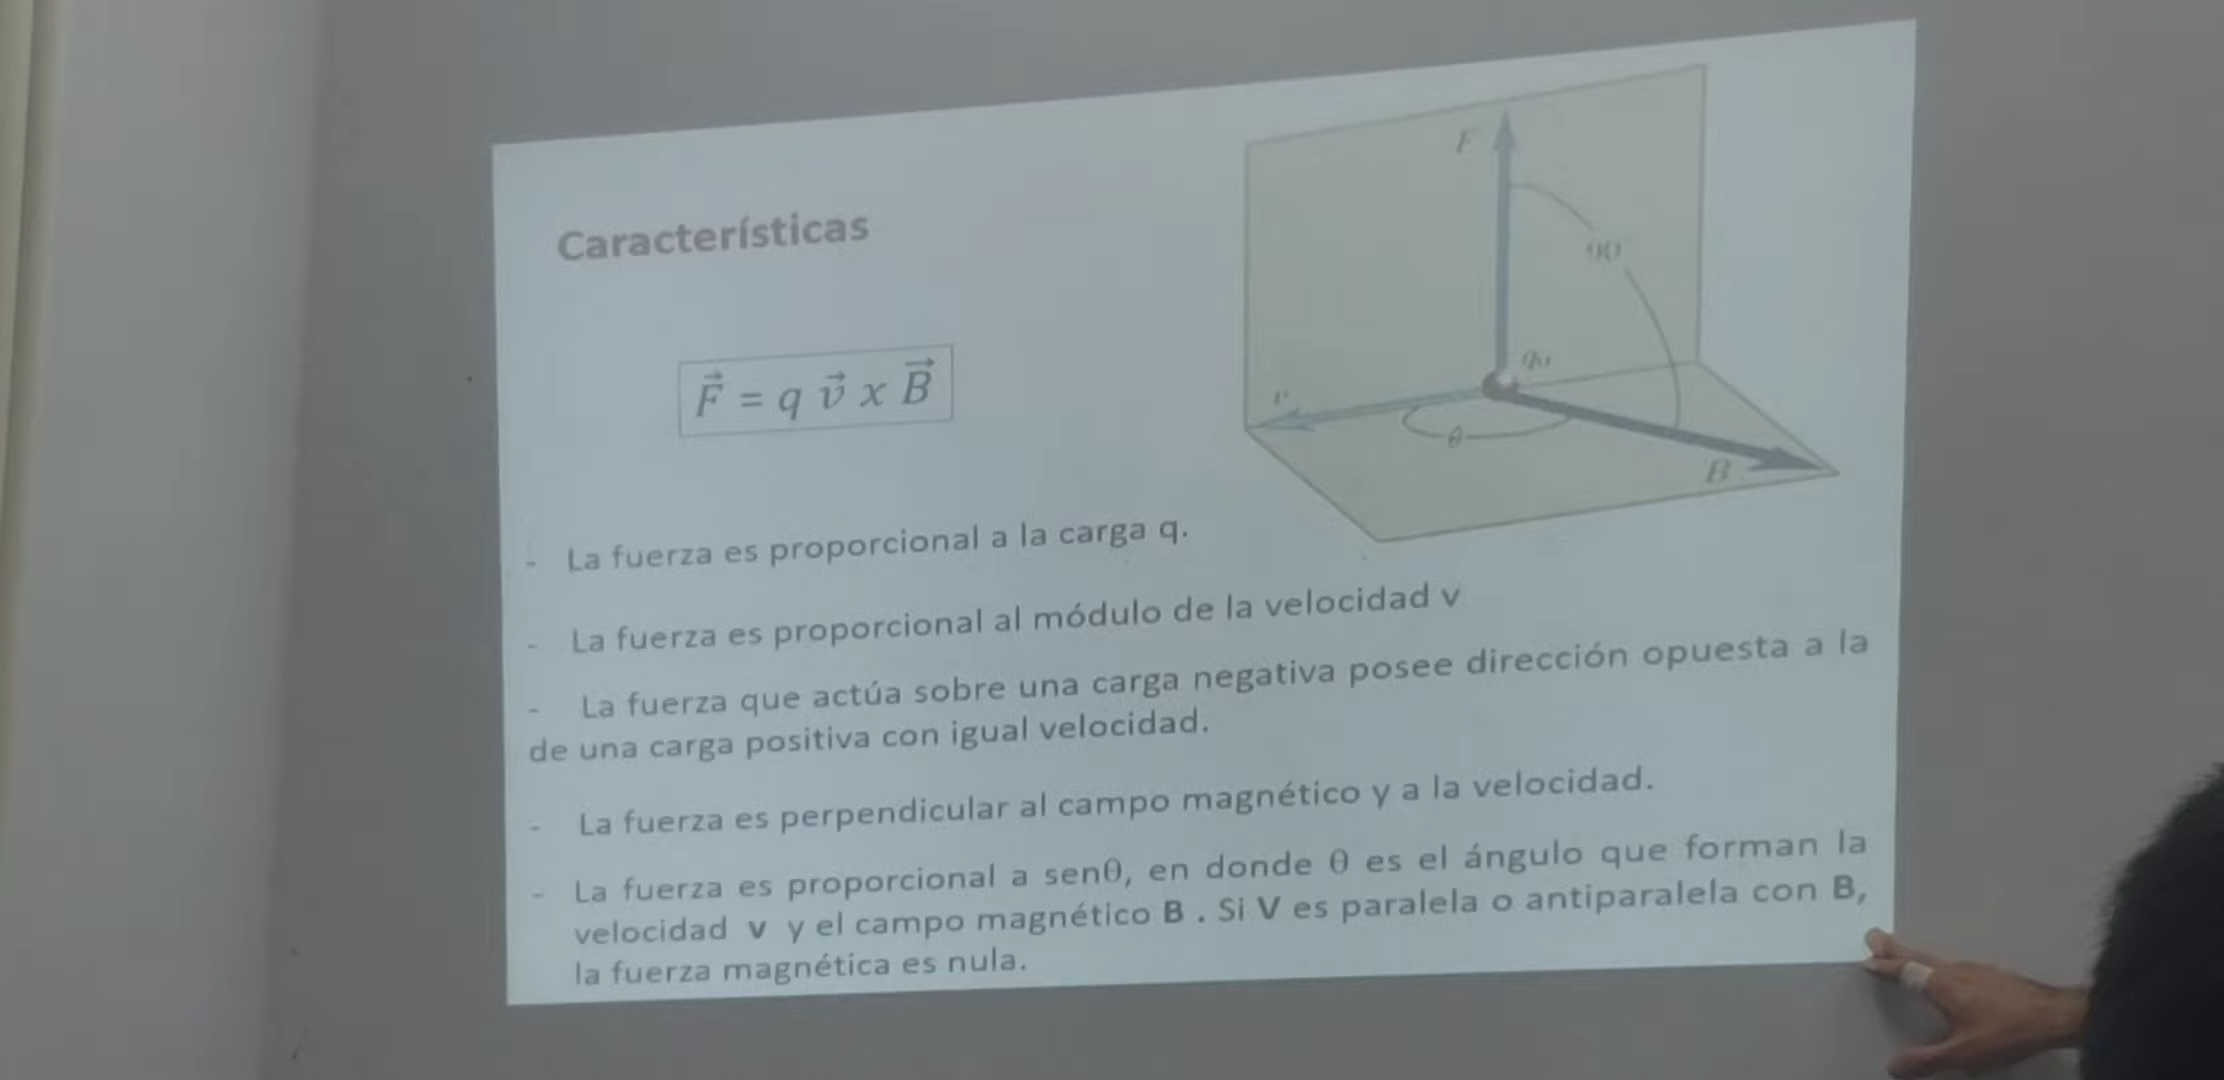 Características
F⃗ = q v⃗ x B⃗
F
90°
q₀
v
θ
B
- La fuerza es proporcional a la carga q.
- La fuerza es proporcional al módulo de la velocidad v
- La fuerza que actúa sobre una carga negativa posee dirección opuesta a la
de una carga positiva con igual velocidad.
- La fuerza es perpendicular al campo magnético y a la velocidad.
- La fuerza es proporcional a senθ, en donde θ es el ángulo que forman la
velocidad v y el campo magnético B . Si V es paralela o antiparalela con B,
la fuerza magnética es nula.